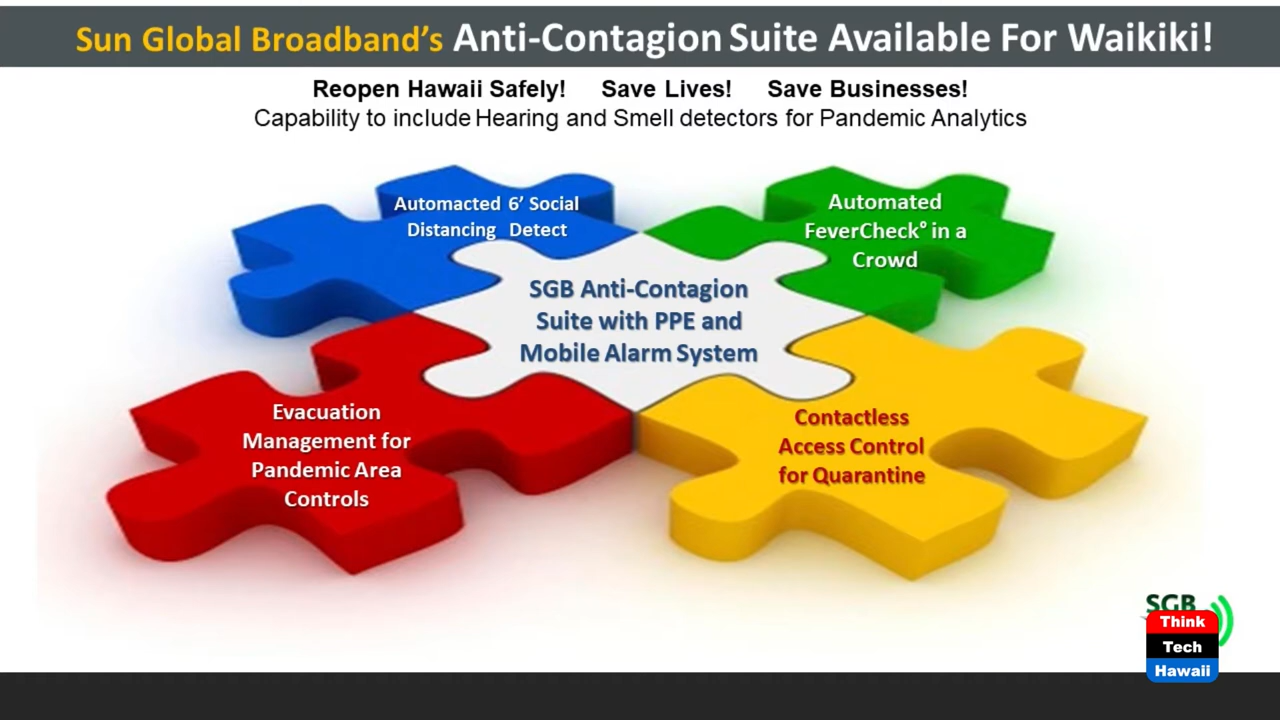 Sun Global Broadband's Anti-Contagion Suite Available For Waikiki!
Reopen Hawaii Safely! Save Lives! Save Businesses!
Capability to include Hearing and Smell detectors for Pandemic Analytics
Automacted 6' Social
Distancing Detect
Automated
FeverCheck° in a
Crowd
SGB Anti-Contagion
Suite with PPE and
Mobile Alarm System
Evacuation
Management for
Pandemic Area
Controls
Contactless
Access Control
for Quarantine
SGB
Think
Tech
Hawaii